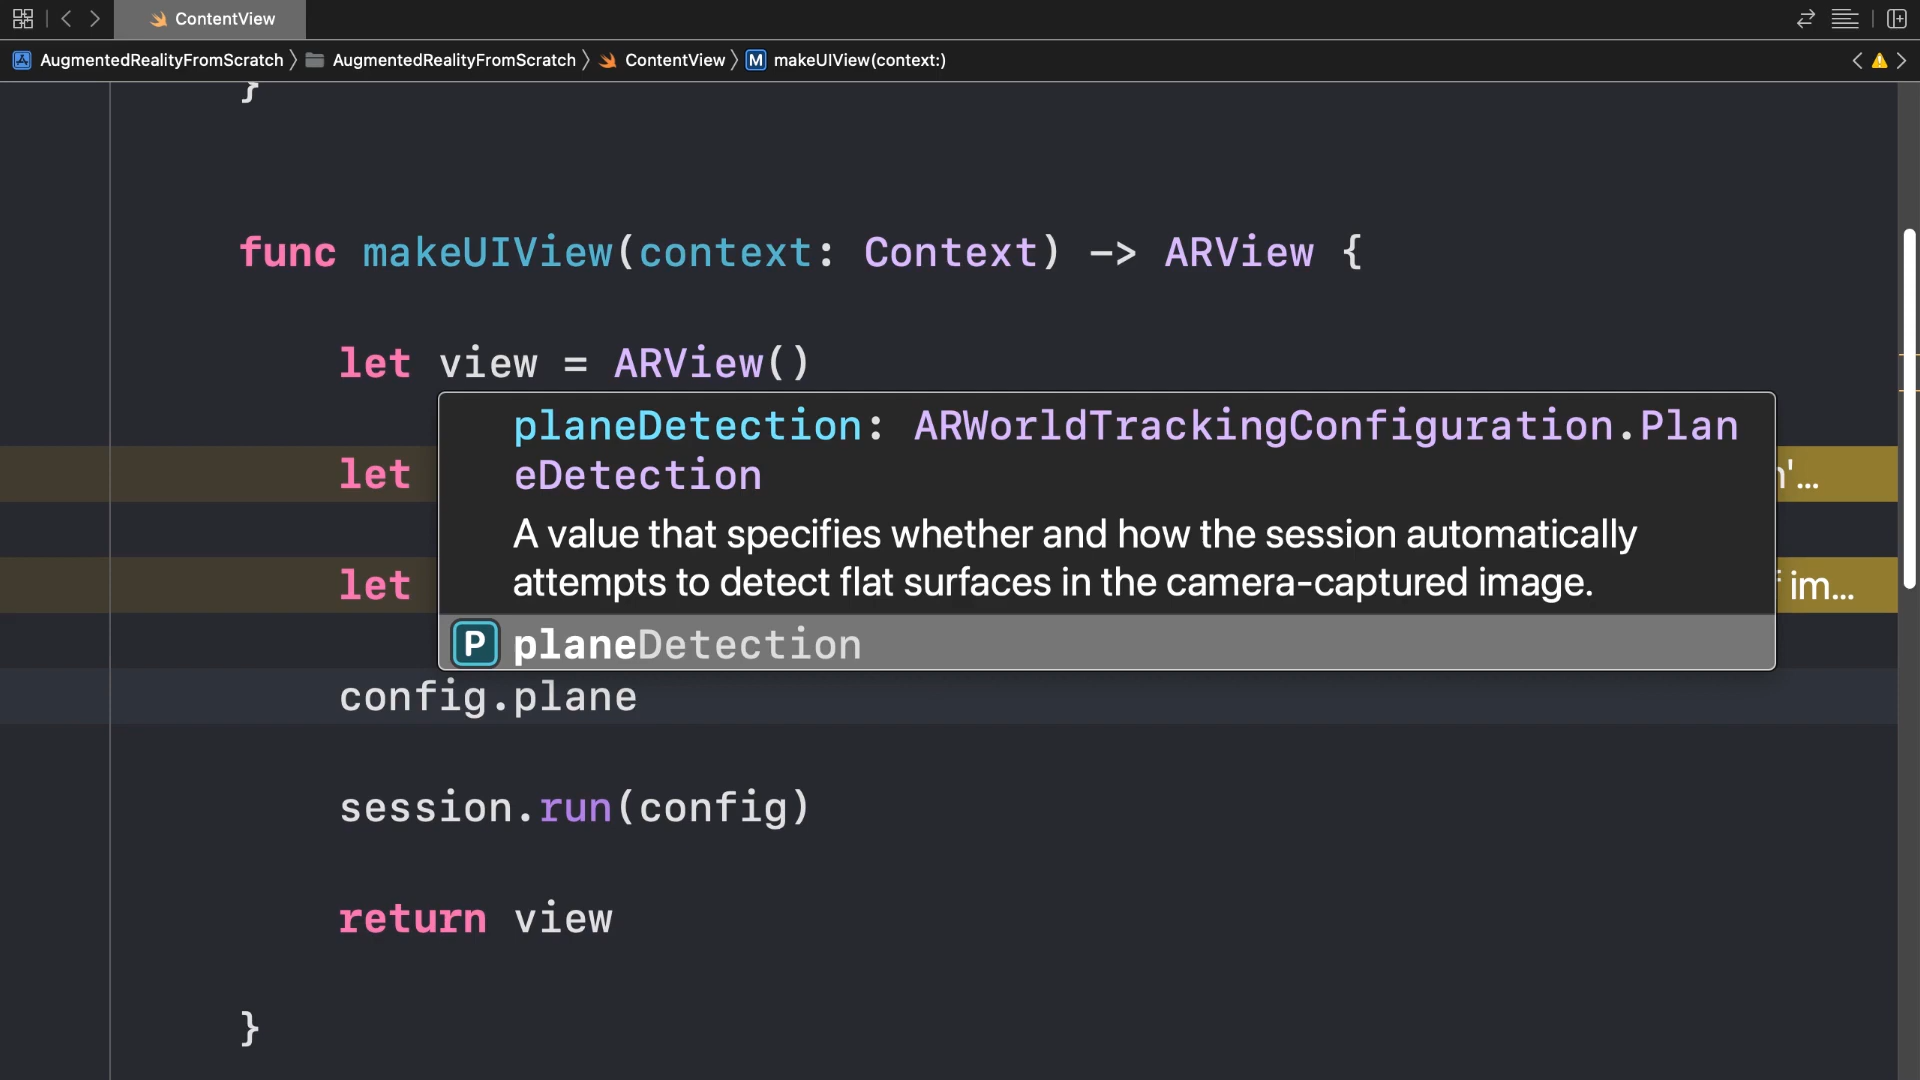 ContentView
AugmentedRealityFromScratch 〉 AugmentedRealityFromScratch 〉 ContentView 〉 M makeUIView(context:)
}
func makeUIView(context: Context) -> ARView {
let view = ARView()
planeDetection: ARWorldTrackingConfiguration.Plan
eDetection
let
n'...
A value that specifies whether and how the session automatically
attempts to detect flat surfaces in the camera-captured image.
let
im...
P planeDetection
config.plane
session.run(config)
return view
}